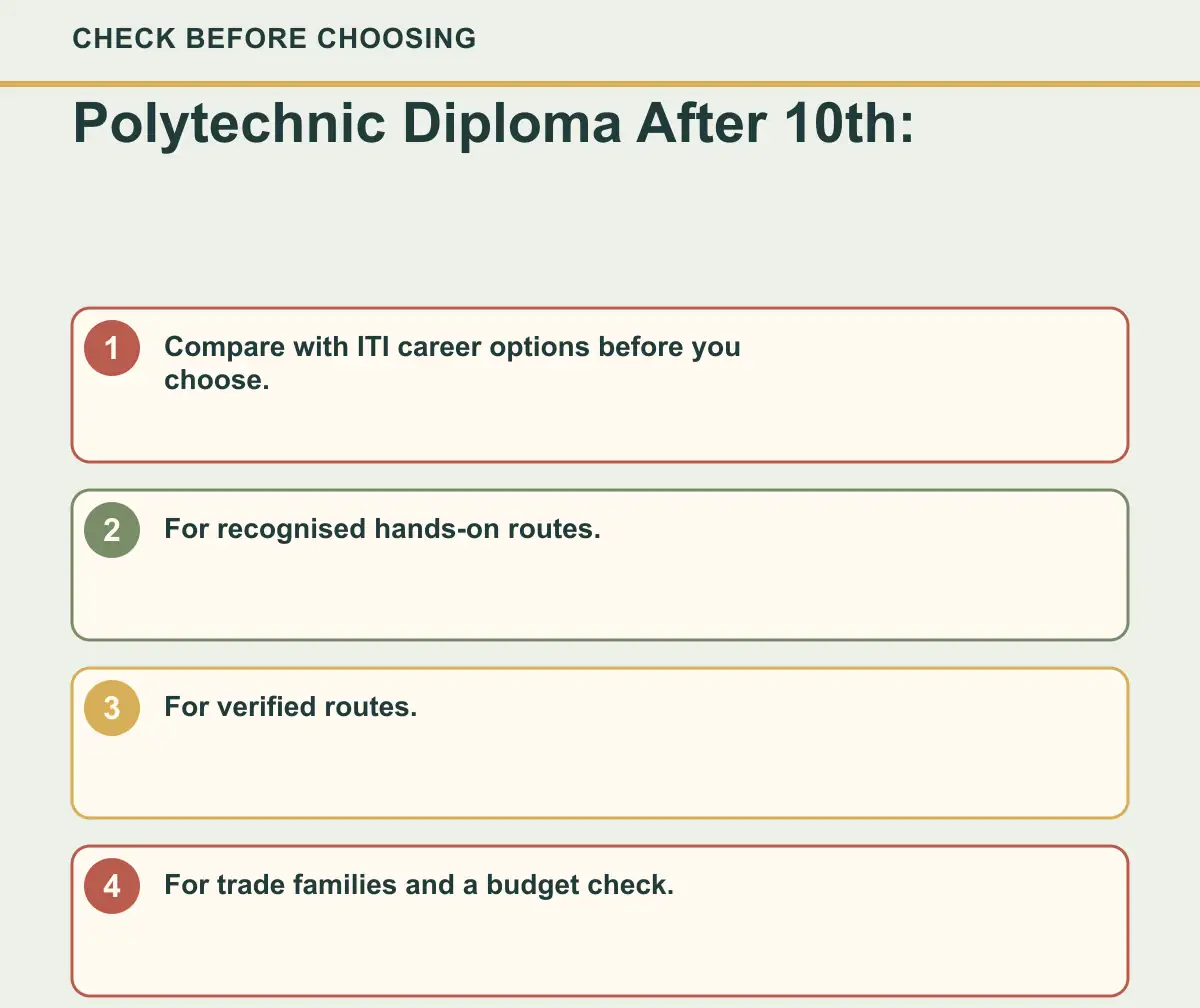 CHECK BEFORE CHOOSING
Polytechnic Diploma After 10th:
1
Compare with ITI career options before you
choose.
2
For recognised hands-on routes.
3
For verified routes.
4
For trade families and a budget check.